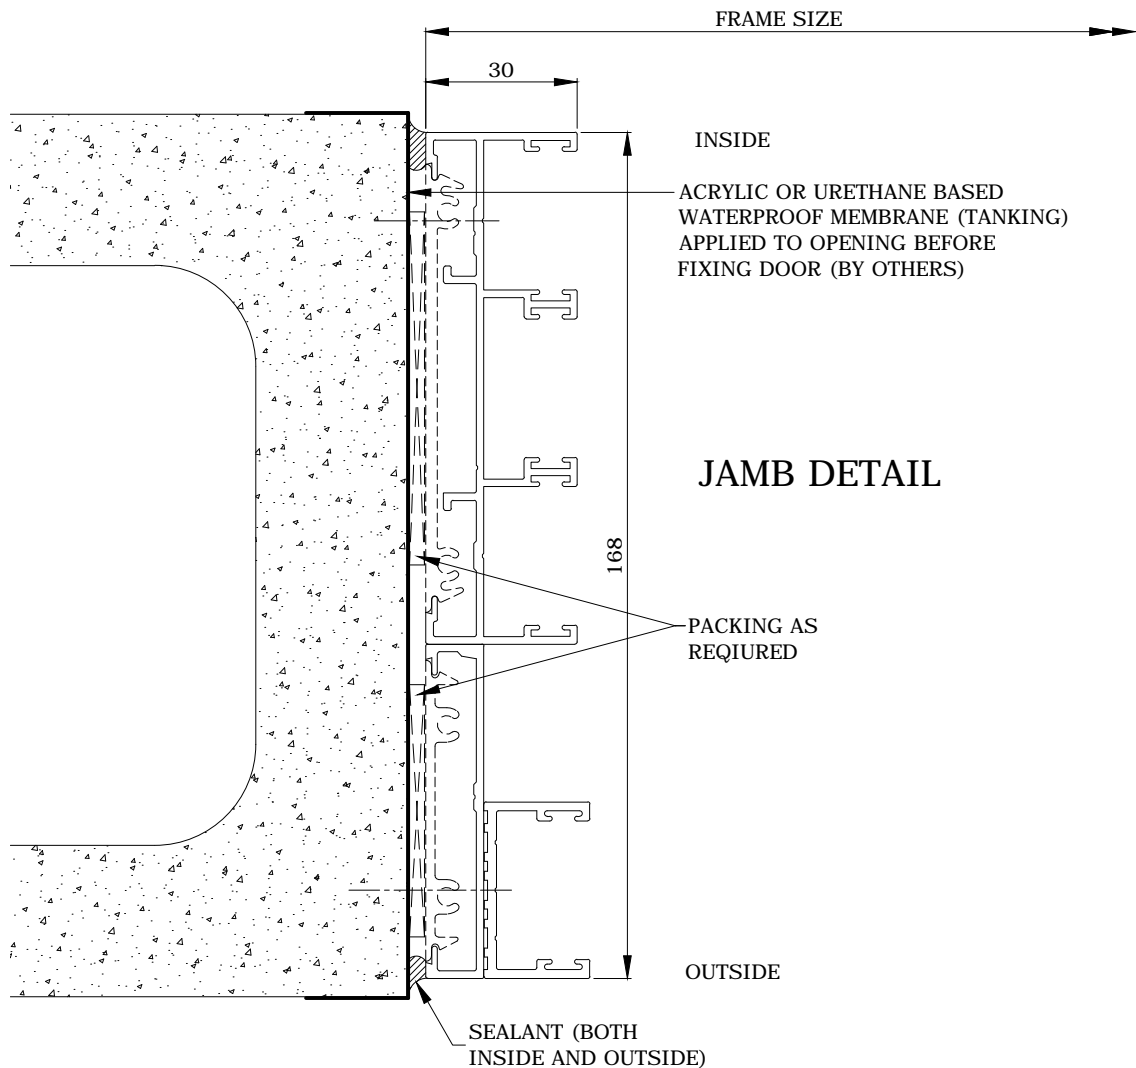 FRAME SIZE
30
INSIDE
ACRYLIC OR URETHANE BASED
WATERPROOF MEMBRANE (TANKING)
APPLIED TO OPENING BEFORE
FIXING DOOR (BY OTHERS)
JAMB DETAIL
168
PACKING AS
REQIURED
OUTSIDE
SEALANT (BOTH
INSIDE AND OUTSIDE)